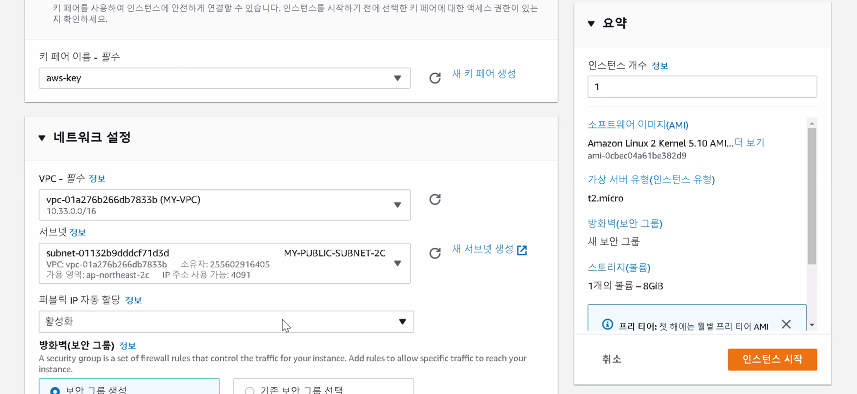 키 페어를 사용하여 인스턴스에 안전하게 연결할 수 있습니다. 인스턴스를 시작하기 전에 선택한 키 페어에 대한 액세스 권한이 있는
지 확인하세요.
키 페어 이름 - 필수
aws-key
새 키 페어 생성
네트워크 설정
VPC - 필수 정보
vpc-01a276b266db7833b (MY-VPC)
10.33.0.0/16
서브넷 정보
subnet-01132b9dddcf71d3d MY-PUBLIC-SUBNET-2C
VPC: vpc-01a276b266db7833b 소유자: 255602916405
가용 영역: ap-northeast-2c IP 주소 사용 가능: 4091
새 서브넷 생성
퍼블릭 IP 자동 할당 정보
활성화
방화벽(보안 그룹) 정보
A security group is a set of firewall rules that control the traffic for your instance. Add rules to allow specific traffic to reach your
instance.
보안 그룹 생성
기존 보안 그룹 선택
요약
인스턴스 개수 정보
1
소프트웨어 이미지(AMI)
Amazon Linux 2 Kernel 5.10 AMI...더 보기
ami-0cbec04a61be382d9
가상 서버 유형(인스턴스 유형)
t2.micro
방화벽(보안 그룹)
새 보안 그룹
스토리지(볼륨)
1개의 볼륨 – 8GiB
프리 티어: 첫 해에는 월별 프리 티어 AMI
취소
인스턴스 시작